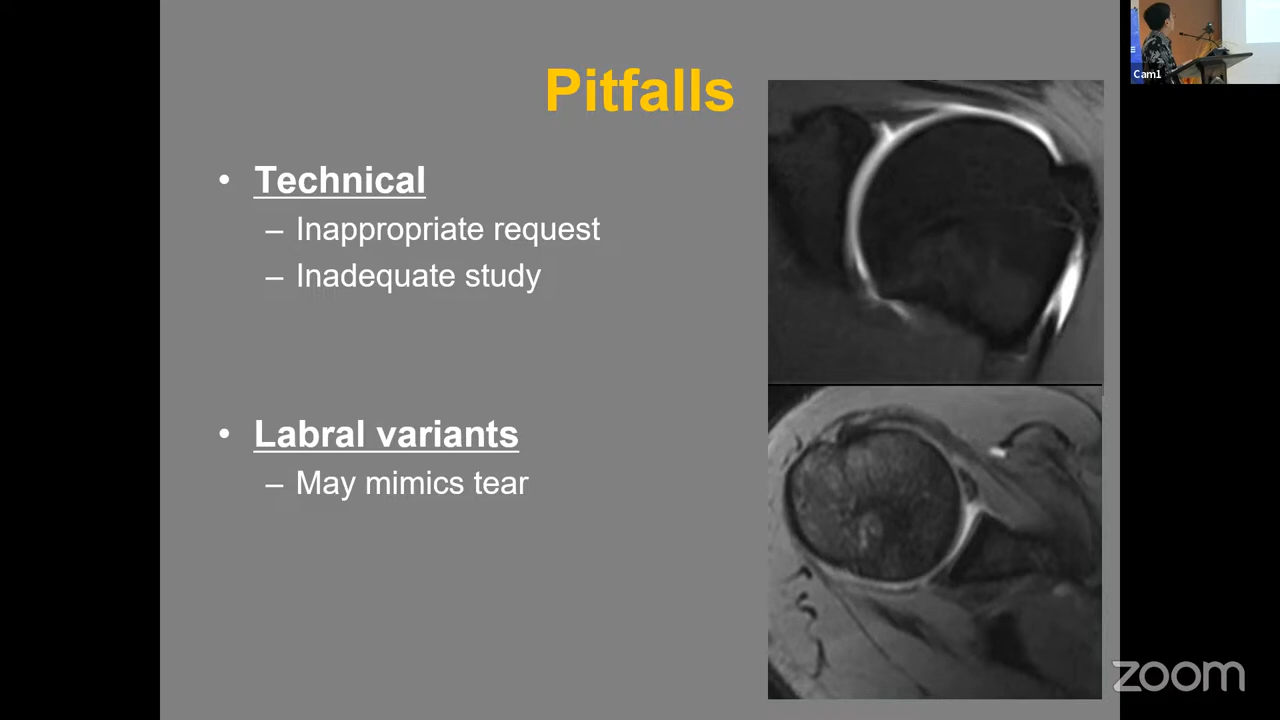 Pitfalls
• Technical
– Inappropriate request
– Inadequate study
• Labral variants
– May mimics tear
Cam1
zoom